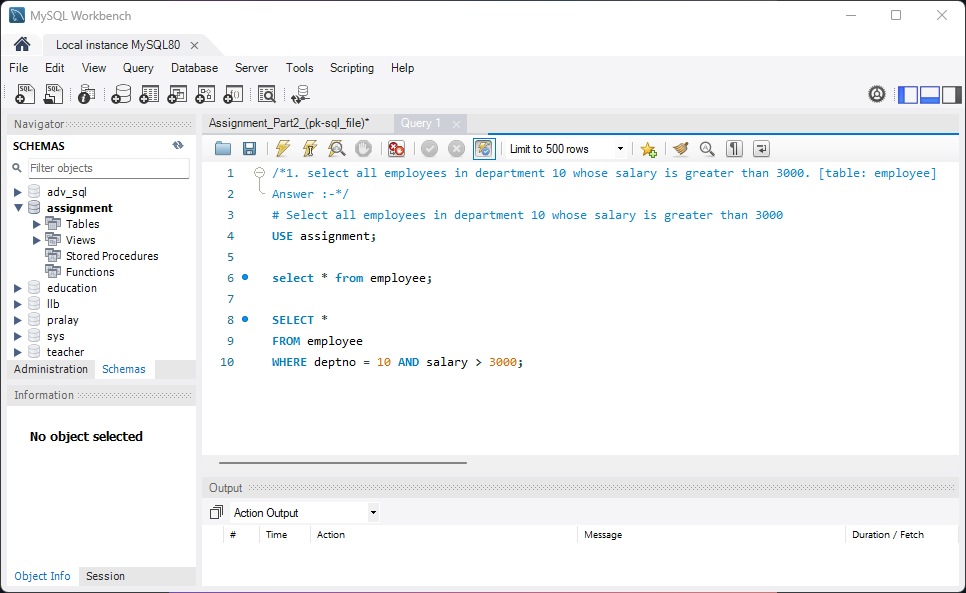 MySQL Workbench
Local instance MySQL80
File Edit View Query Database Server Tools Scripting Help
Navigator
SCHEMAS
Filter objects
adv_sql
assignment
Tables
Views
Stored Procedures
Functions
education
llb
pralay
sys
teacher
Administration Schemas
Information
No object selected
Object Info Session
Assignment_Part2_(pk-sql_file)* Query 1
Limit to 500 rows
1 /*1. select all employees in department 10 whose salary is greater than 3000. [table: employee]
2 Answer :-*/
3 # Select all employees in department 10 whose salary is greater than 3000
4 USE assignment;
5
6 select * from employee;
7
8 SELECT *
9 FROM employee
10 WHERE deptno = 10 AND salary > 3000;
Output
Action Output
# Time Action Message Duration / Fetch